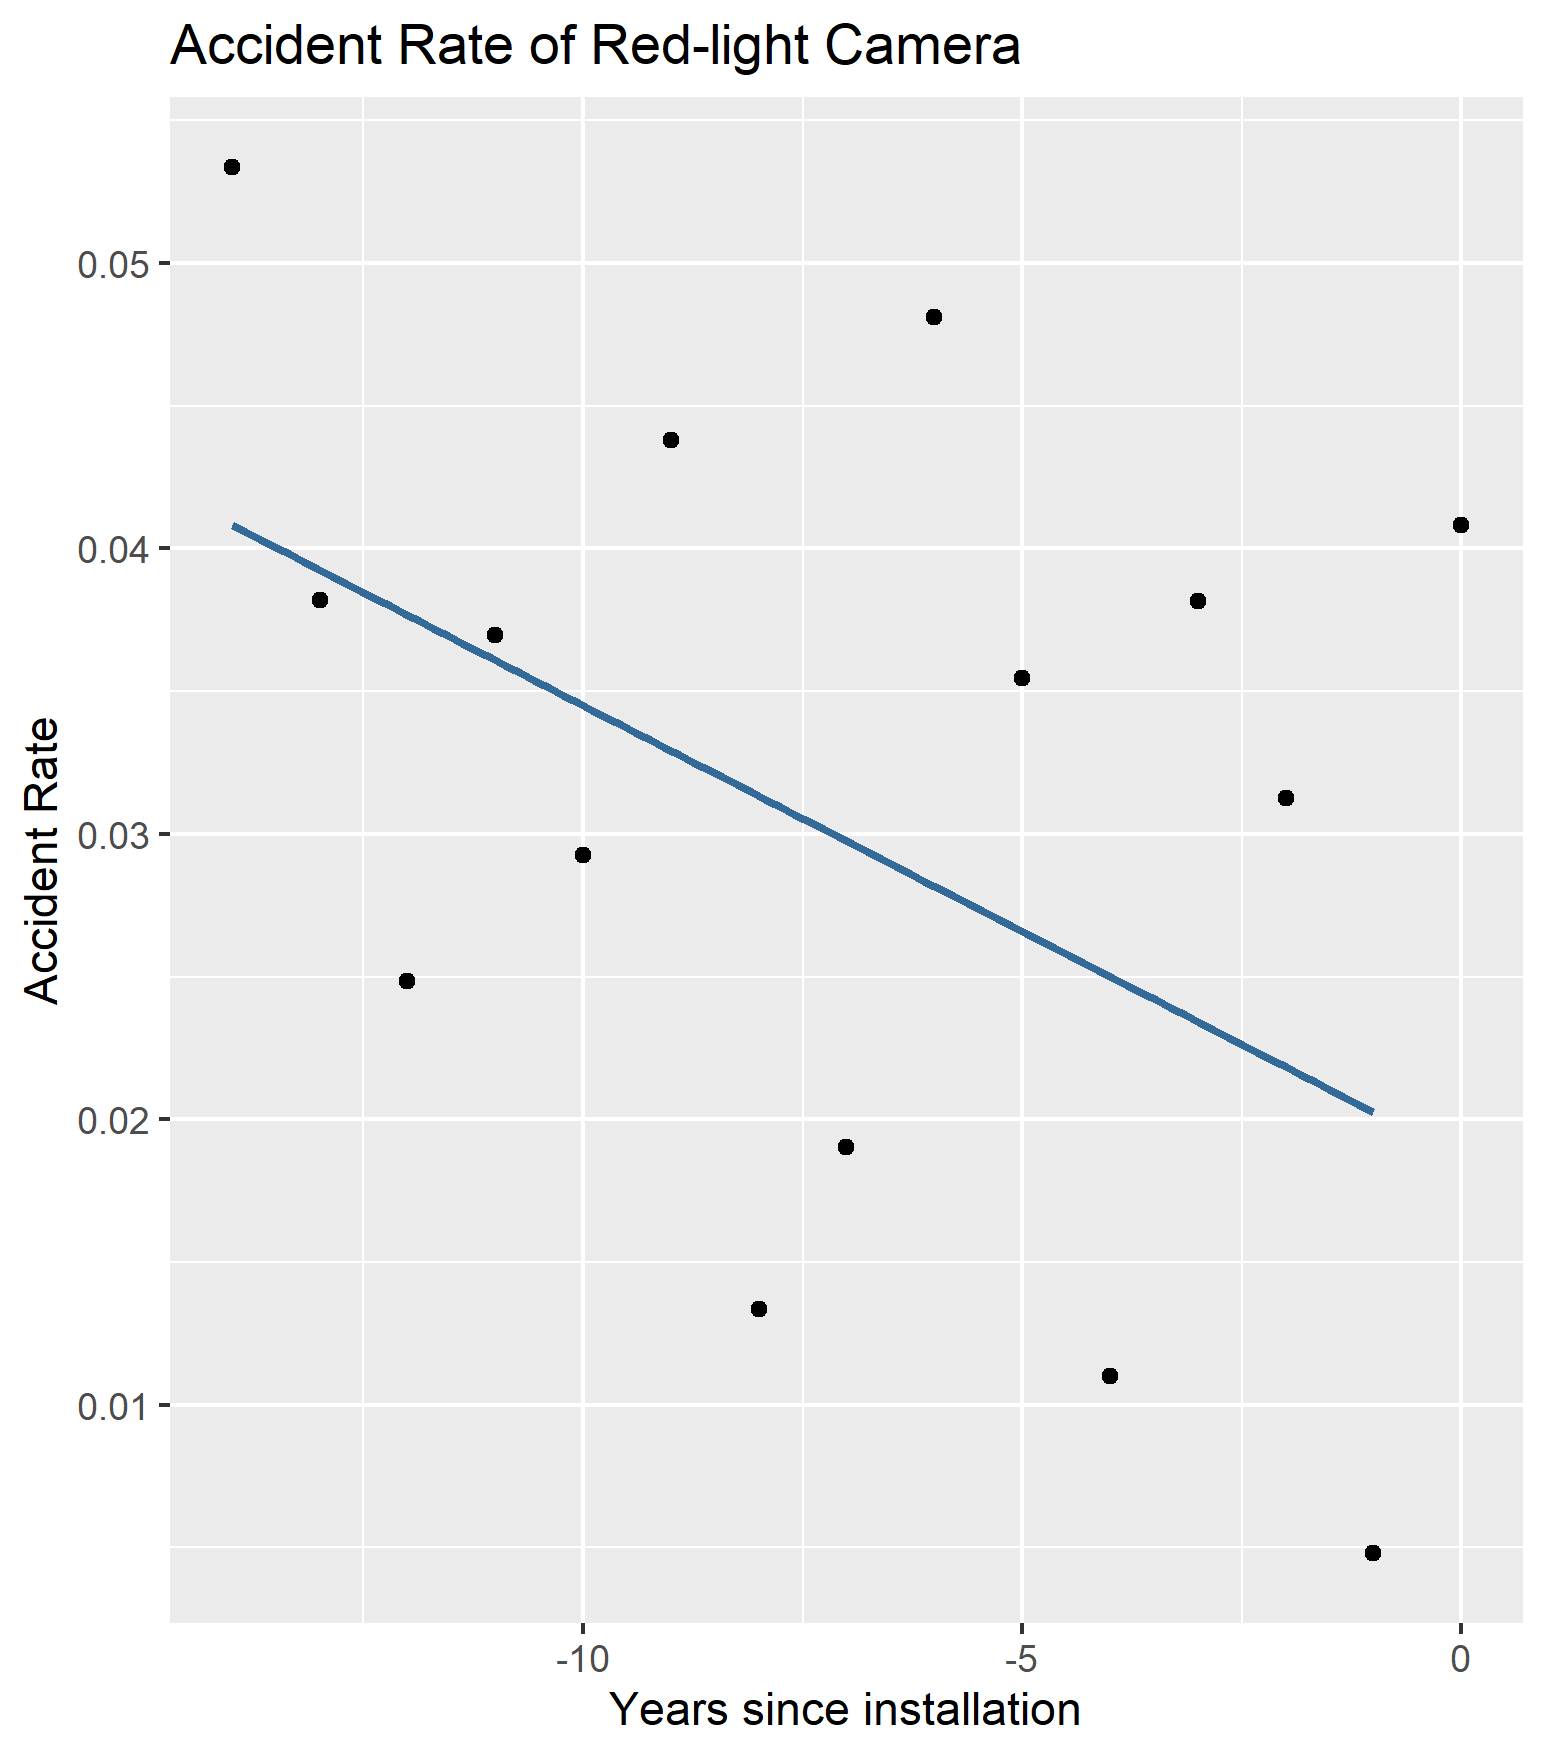 Accident Rate of Red-light Camera
0.05
0.04
0.03
0.02
0.01
Accident Rate
-10
-5
0
Years since installation